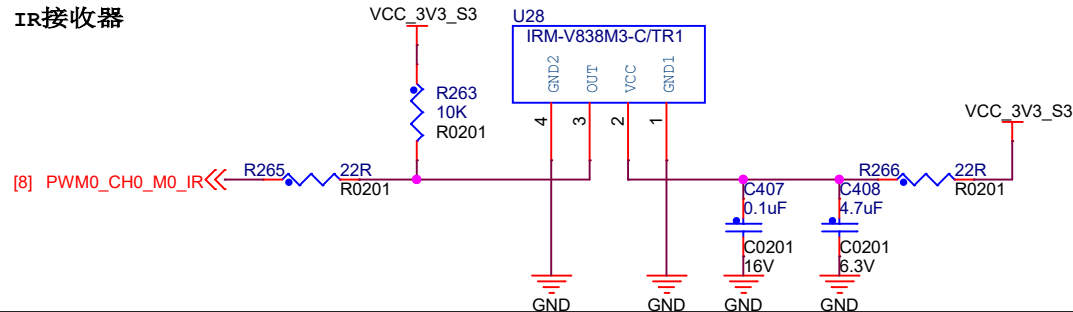 IR接收器
VCC_3V3_S3
U28
IRM-V838M3-C/TR1
GND2
OUT
VCC
GND1
4
3
2
1
R263
10K
R0201
VCC_3V3_S3
[8] PWM0_CH0_M0_IR
R265
22R
R0201
R266
22R
R0201
C407
0.1uF
C0201
16V
C408
4.7uF
C0201
6.3V
GND
GND
GND
GND